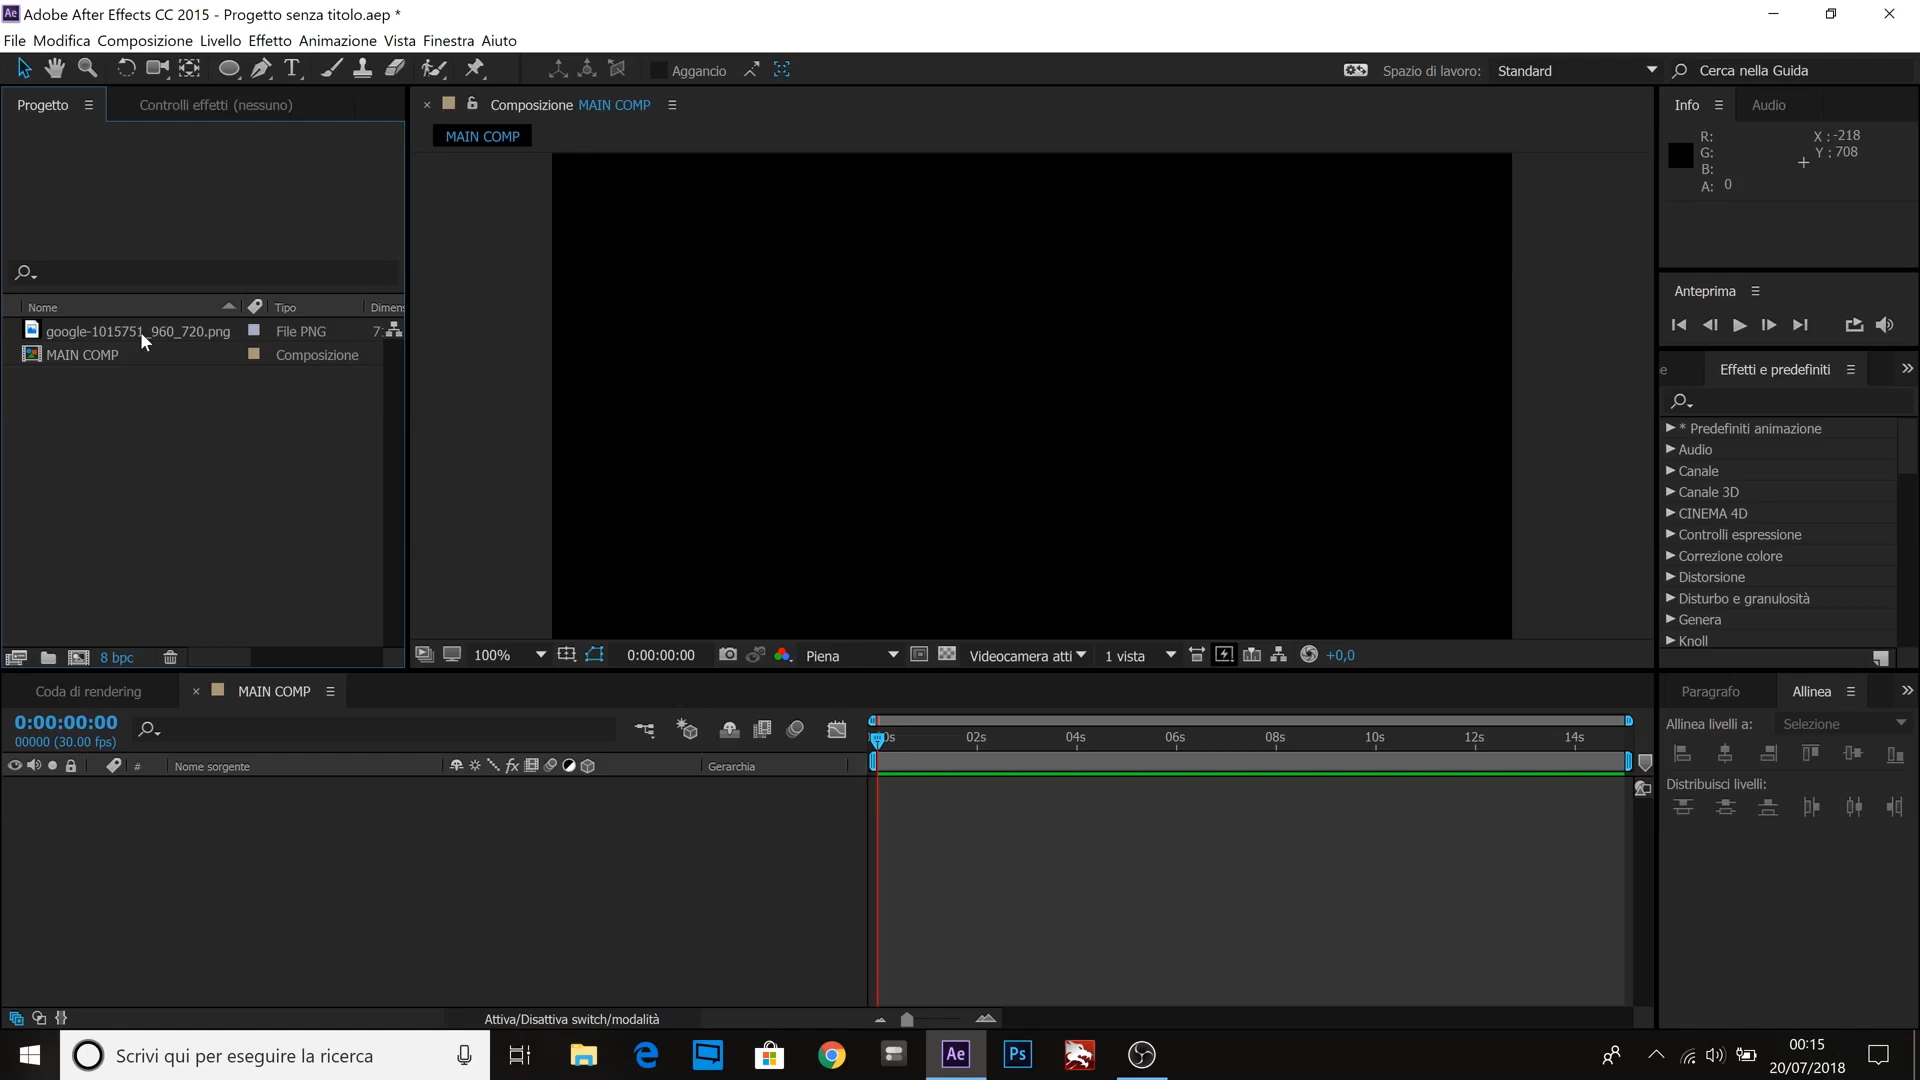 Adobe After Effects CC 2015 - Progetto senza titolo.aep *
File Modifica Composizione Livello Effetto Animazione Vista Finestra Aiuto
Aggancio
Spazio di lavoro: Standard
Cerca nella Guida
Progetto
Controlli effetti (nessuno)
Composizione MAIN COMP
MAIN COMP
Info
Audio
R:
G:
B:
A: 0
X : -218
Y : 708
Nome Tipo Dimens
google-1015751_960_720.png File PNG 7
MAIN COMP Composizione
8 bpc
100% 0:00:00:00 Piena Videocamera atti 1 vista +0,0
Anteprima
e
Effetti e predefiniti
* Predefiniti animazione
Audio
Canale
Canale 3D
CINEMA 4D
Controlli espressione
Correzione colore
Distorsione
Disturbo e granulosità
Genera
Knoll
Coda di rendering
MAIN COMP
0:00:00:00
00000 (30.00 fps)
# Nome sorgente fx Gerarchia
0s 02s 04s 06s 08s 10s 12s 14s
Paragrafo
Allinea
Allinea livelli a: Selezione
Distribuisci livelli:
Attiva/Disattiva switch/modalità
Scrivi qui per eseguire la ricerca
Ae
Ps
00:15
20/07/2018